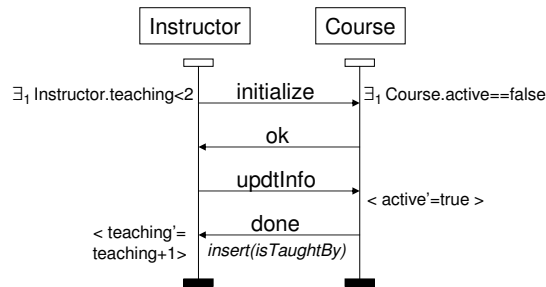 Instructor Course
∃₁ Instructor.teaching<2 initialize ∃₁ Course.active==false
ok
updtInfo
< active’=true >
done
< teaching’=
teaching+1> insert(isTaughtBy)